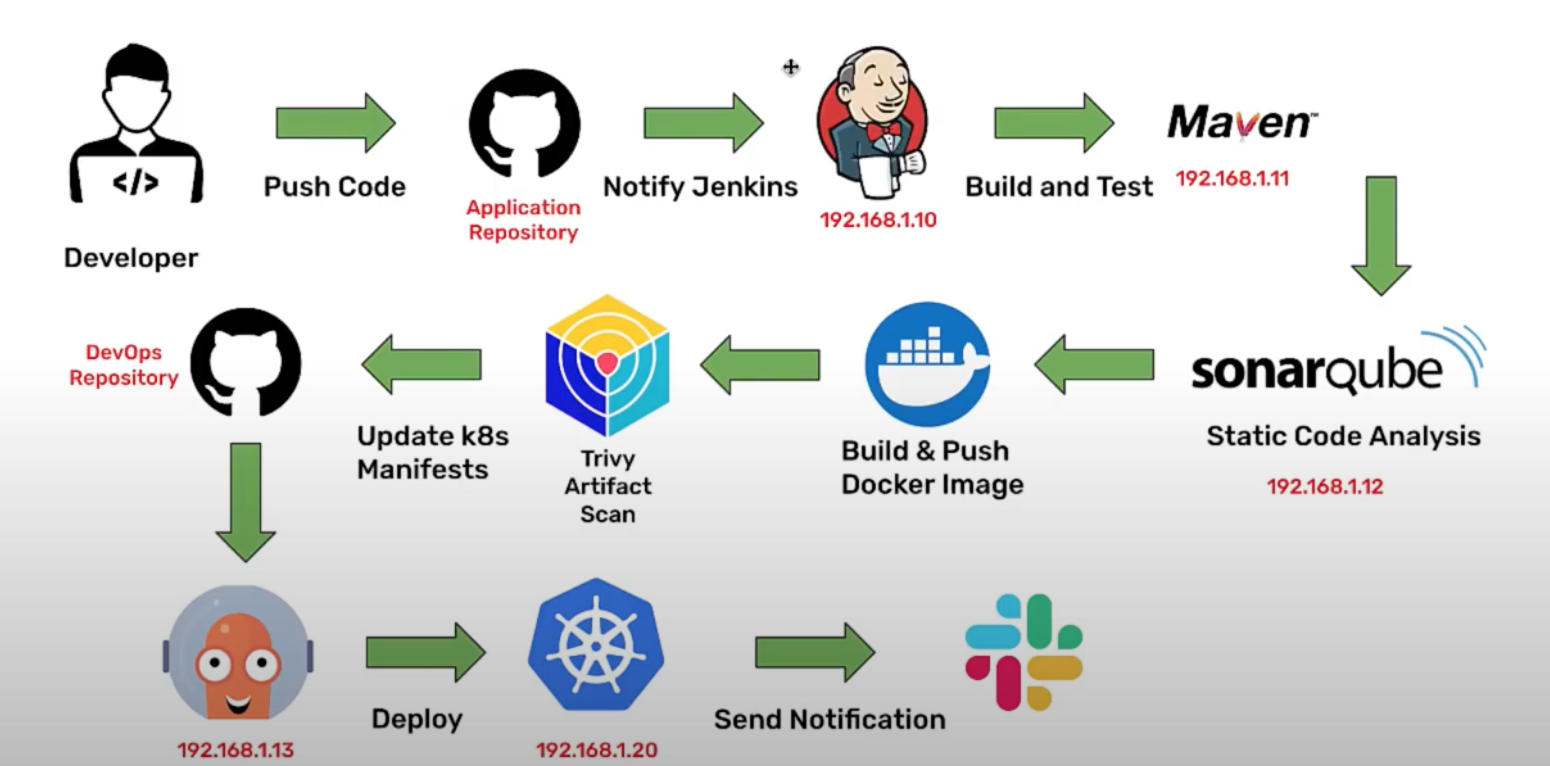 </>
Push Code
Application
Repository
Notify Jenkins
192.168.1.10
Build and Test
Maven™
192.168.1.11
Developer
DevOps
Repository
Update k8s
Manifests
Trivy
Artifact
Scan
Build & Push
Docker Image
sonarqube
Static Code Analysis
192.168.1.12
192.168.1.13
Deploy
192.168.1.20
Send Notification